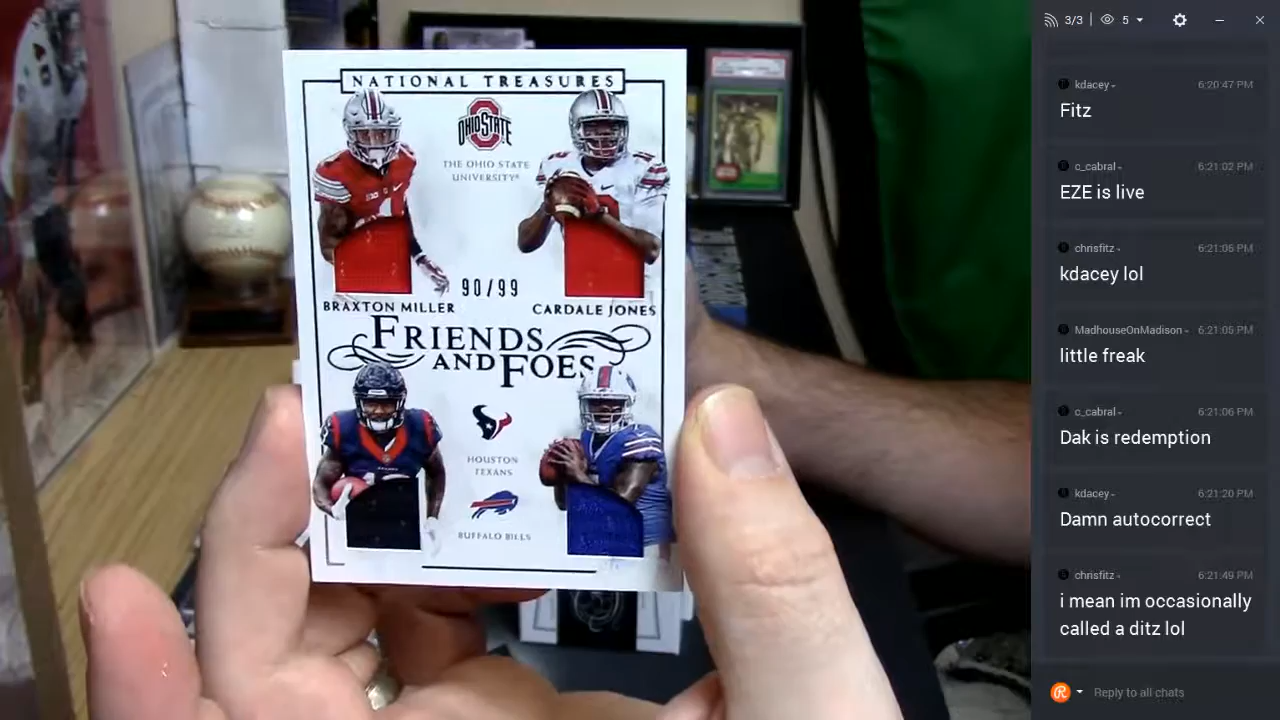 NATIONAL TREASURES
OHIO STATE
THE OHIO STATE
UNIVERSITY®
90/99
BRAXTON MILLER
CARDALE JONES
FRIENDS
AND FOES
HOUSTON
TEXANS
BUFFALO BILLS
3/3
5
kdacey
6:20:47 PM
Fitz
c_cabral
6:21:02 PM
EZE is live
chrisfitz
6:21:05 PM
kdacey lol
MadhouseOnMadison
6:21:05 PM
little freak
c_cabral
6:21:06 PM
Dak is redemption
kdacey
6:21:20 PM
Damn autocorrect
chrisfitz
6:21:49 PM
i mean im occasionally
called a ditz lol
Reply to all chats